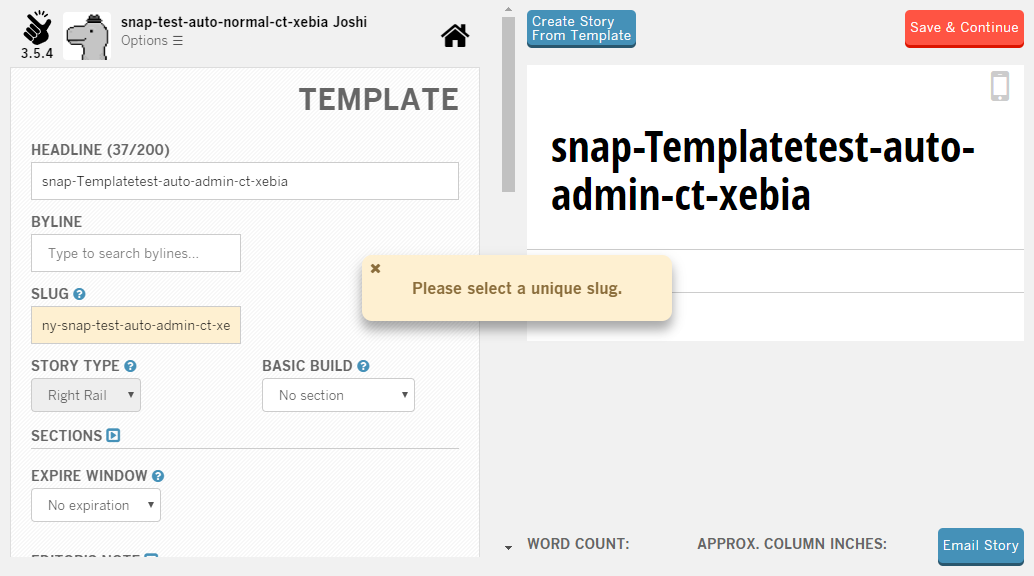 snap-test-auto-normal-ct-xebia Joshi
Options ☰
3.5.4
Create Story
From Template
Save & Continue
TEMPLATE
HEADLINE (37/200)
snap-Templatetest-auto-admin-ct-xebia
BYLINE
Type to search bylines...
SLUG ?
ny-snap-test-auto-admin-ct-xe
STORY TYPE ?
BASIC BUILD ?
Right Rail
No section
SECTIONS
EXPIRE WINDOW ?
No expiration
EDITOR'S NOTE
snap-Templatetest-auto-
admin-ct-xebia
Please select a unique slug.
WORD COUNT:
APPROX. COLUMN INCHES:
Email Story